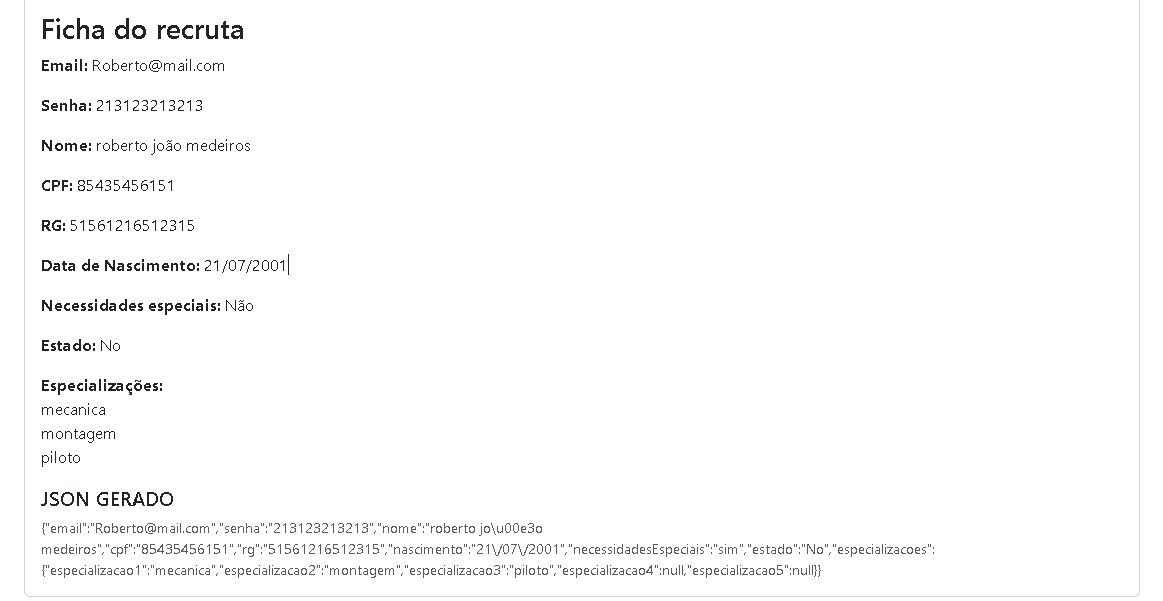 Ficha do recruta
Email: Roberto@mail.com
Senha: 213123213213
Nome: roberto joão medeiros
CPF: 85435456151
RG: 51561216512315
Data de Nascimento: 21/07/2001
Necessidades especiais: Não
Estado: No
Especializações:
mecanica
montagem
piloto
JSON GERADO
{"email":"Roberto@mail.com","senha":"213123213213","nome":"roberto jo\u00e3o
medeiros","cpf":"85435456151","rg":"51561216512315","nascimento":"21\/07\/2001","necessidadesEspeciais":"sim","estado":"No","especializacoes":
{"especializacao1":"mecanica","especializacao2":"montagem","especializacao3":"piloto","especializacao4":null,"especializacao5":null}}